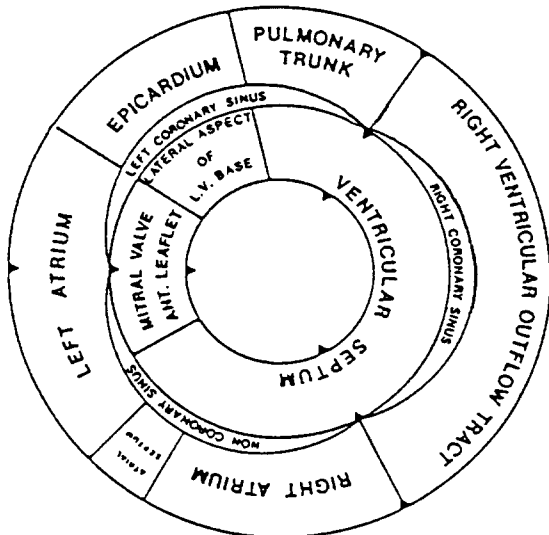 PULMONARY
TRUNK
EPICARDIUM
LEFT CORONARY SINUS
LATERAL ASPECT
OF
L.V. BASE
RIGHT VENTRICULAR OUTFLOW TRACT
RIGHT CORONARY SINUS
VENTRICULAR SEPTUM
LEFT ATRIUM
MITRAL VALVE
ANT. LEAFLET
NON CORONARY SINUS
ATRIAL
SEPTUM
RIGHT ATRIUM